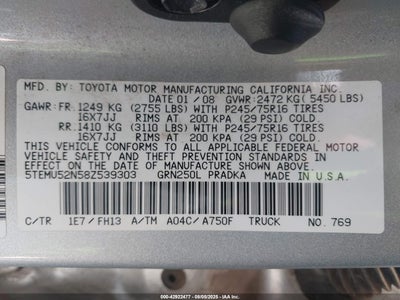 MFD. BY: TOYOTA MOTOR MANUFACTURING CALIFORNIA INC.
DATE 01 / 08 GVWR: 2472 KG ( 5450 LBS)
GAWR: FR. 1249 KG (2755 LBS) WITH P245/75R16 TIRES
16X7JJ RIMS AT 200 KPA (29 PSI) COLD.
RR. 1410 KG (3110 LBS) WITH P245/75R16 TIRES
16X7JJ RIMS AT 200 KPA (29 PSI) COLD.
THIS VEHICLE CONFORMS TO ALL APPLICABLE FEDERAL MOTOR
VEHICLE SAFETY AND THEFT PREVENTION STANDARDS IN
EFFECT ON THE DATE OF MANUFACTURE SHOWN ABOVE.
5TEMU52N58Z539303 GRN250L PRADKA MADE IN U.S.A.
C/TR 1E7 / FH13 A/TM A04C/ A750F TRUCK NO. 769
000-42922477 - 09/09/2025 - IAA Inc.